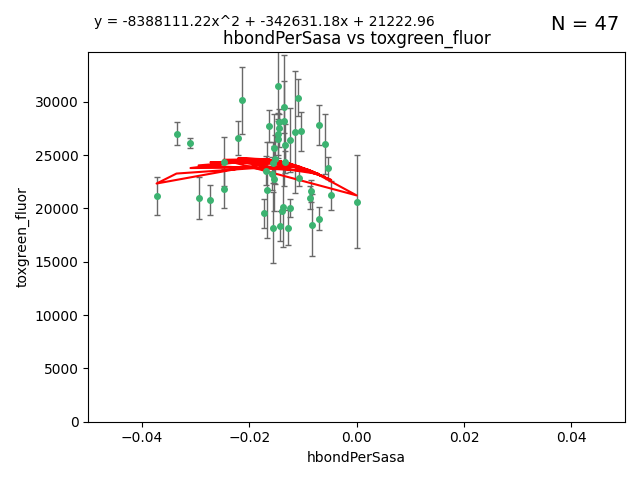 y = -8388111.22x^2 + -342631.18x + 21222.96
N = 47
hbondPerSasa vs toxgreen_fluor
toxgreen_fluor
30000
25000
20000
15000
10000
5000
0
−0.04
−0.02
0.00
0.02
0.04
hbondPerSasa